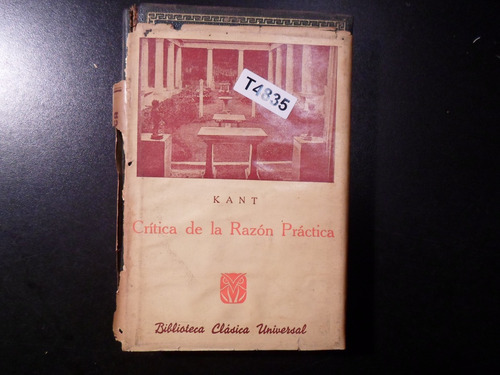 T4835
KANT
Crítica de la Razón Práctica
Biblioteca Clásica Universal